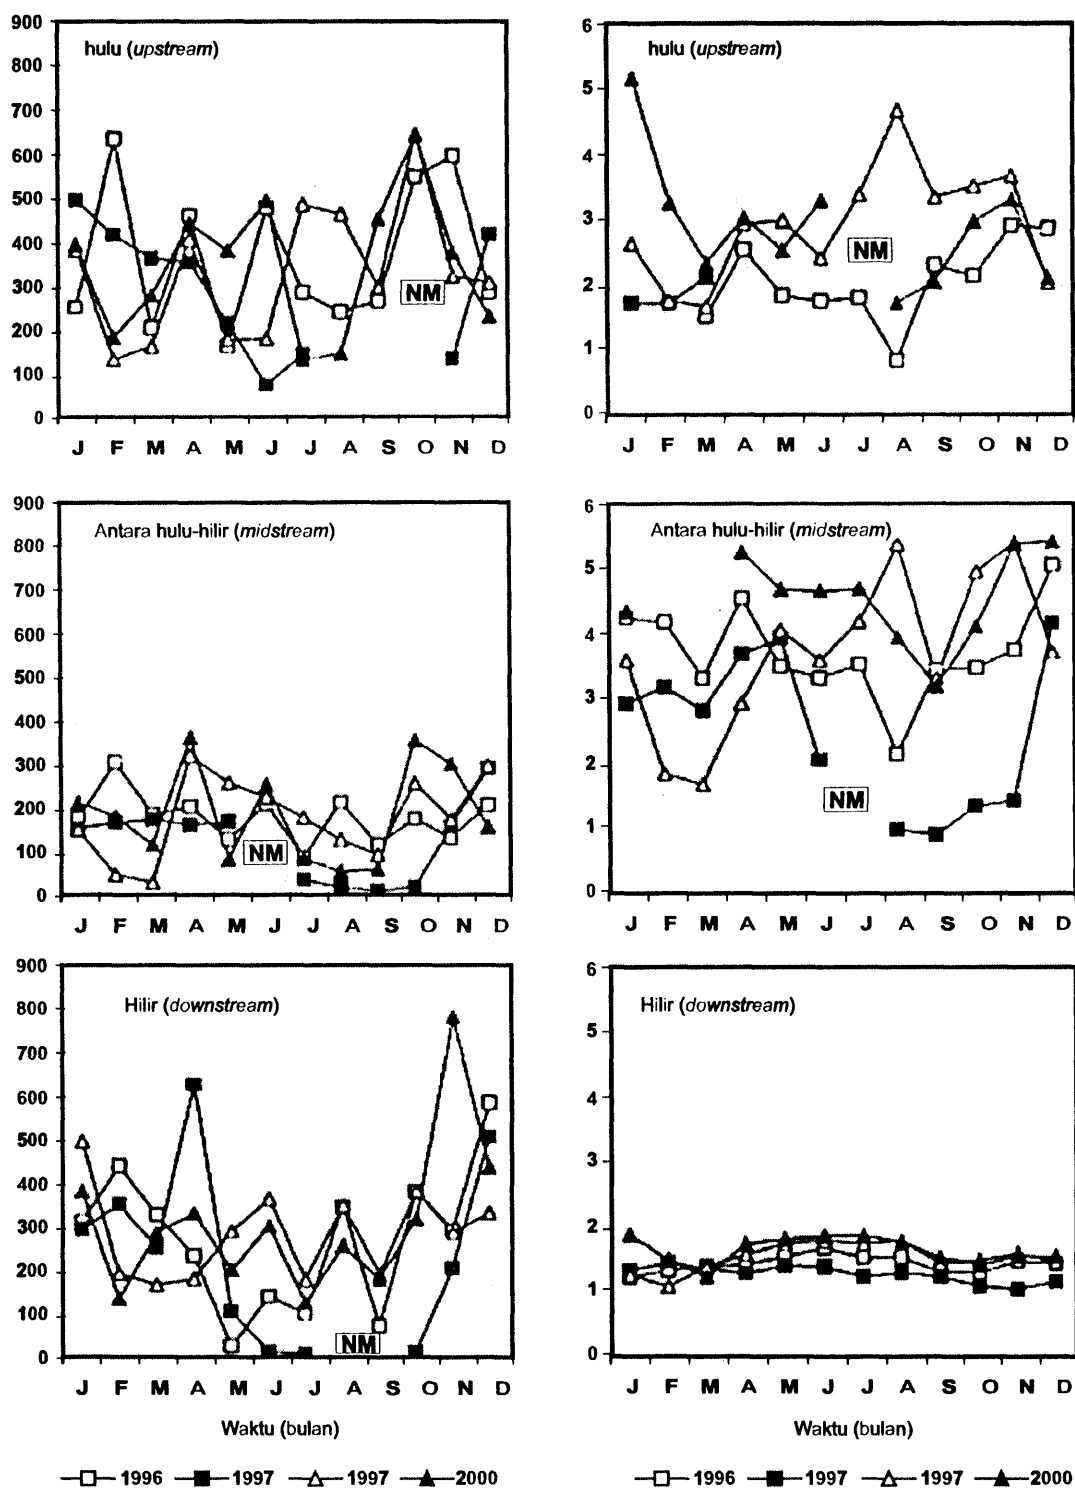 900
hulu (upstream)
800
700
600
500
400
300
NM
200
100
0
J F M A M J J A S O N D
6
hulu (upstream)
5
4
3
NM
2
1
0
J F M A M J J A S O N D
900
Antara hulu-hilir (midstream)
800
700
600
500
400
300
200
100
NM
0
J F M A M J J A S O N D
6
Antara hulu-hilir (midstream)
5
4
3
2
NM
1
0
J F M A M J J A S O N D
900
Hilir (downstream)
800
700
600
500
400
300
200
100
NM
0
J F M A M J J A S O N D
Waktu (bulan)
6
Hilir (downstream)
5
4
3
2
1
0
J F M A M J J A S O N D
Waktu (bulan)
1996 1997 1997 2000
1996 1997 1997 2000